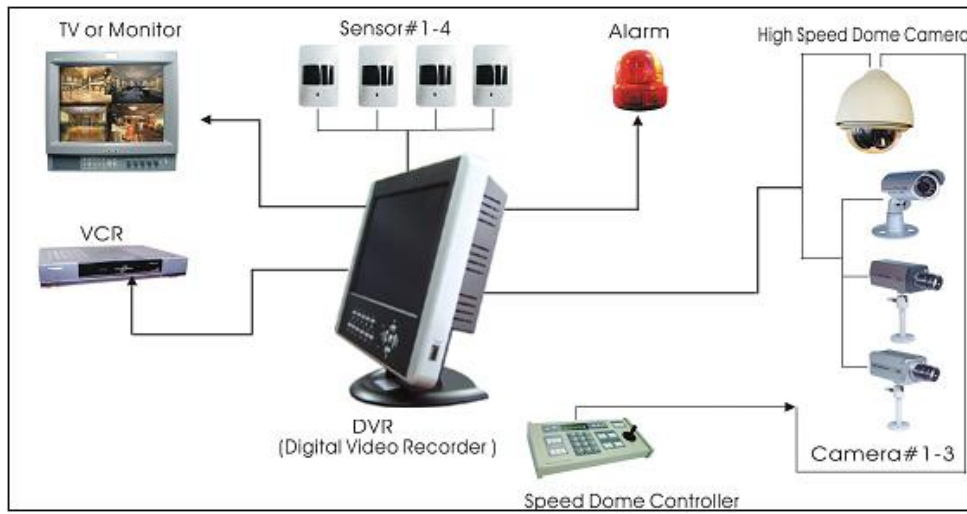 TV or Monitor
Sensor#1-4
Alarm
High Speed Dome Camera
VCR
DVR
(Digital Video Recorder)
Camera#1-3
Speed Dome Controller